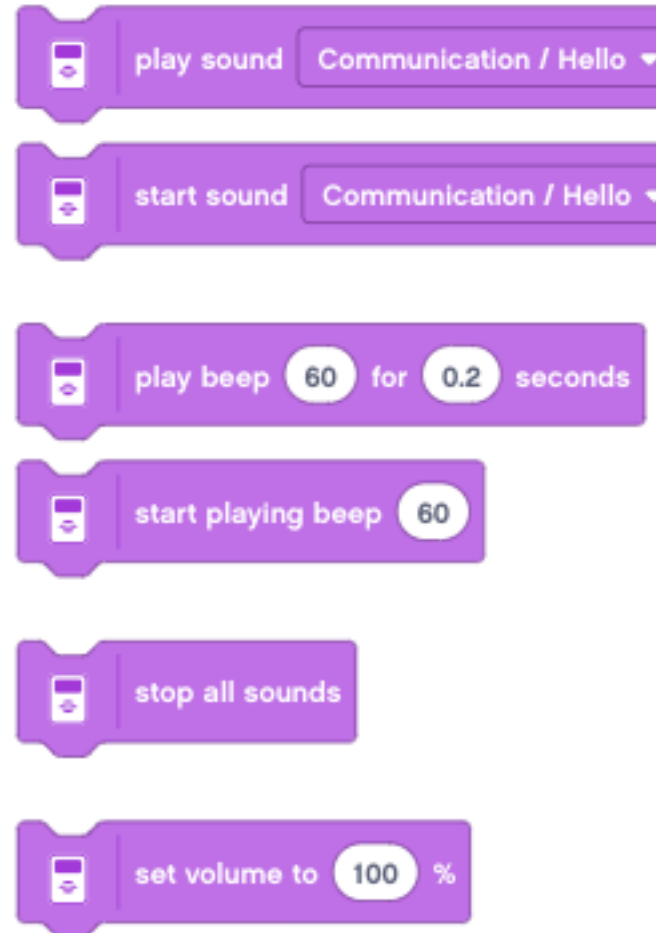 play sound Communication / Hello
start sound Communication / Hello
play beep 60 for 0.2 seconds
start playing beep 60
stop all sounds
set volume to 100 %